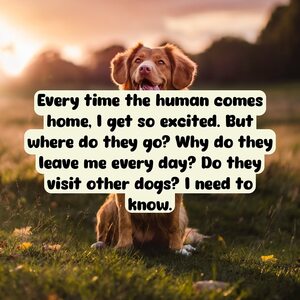 Every time the human comes
home, I get so excited. But
where do they go? Why do they
leave me every day? Do they
visit other dogs? I need to
know.